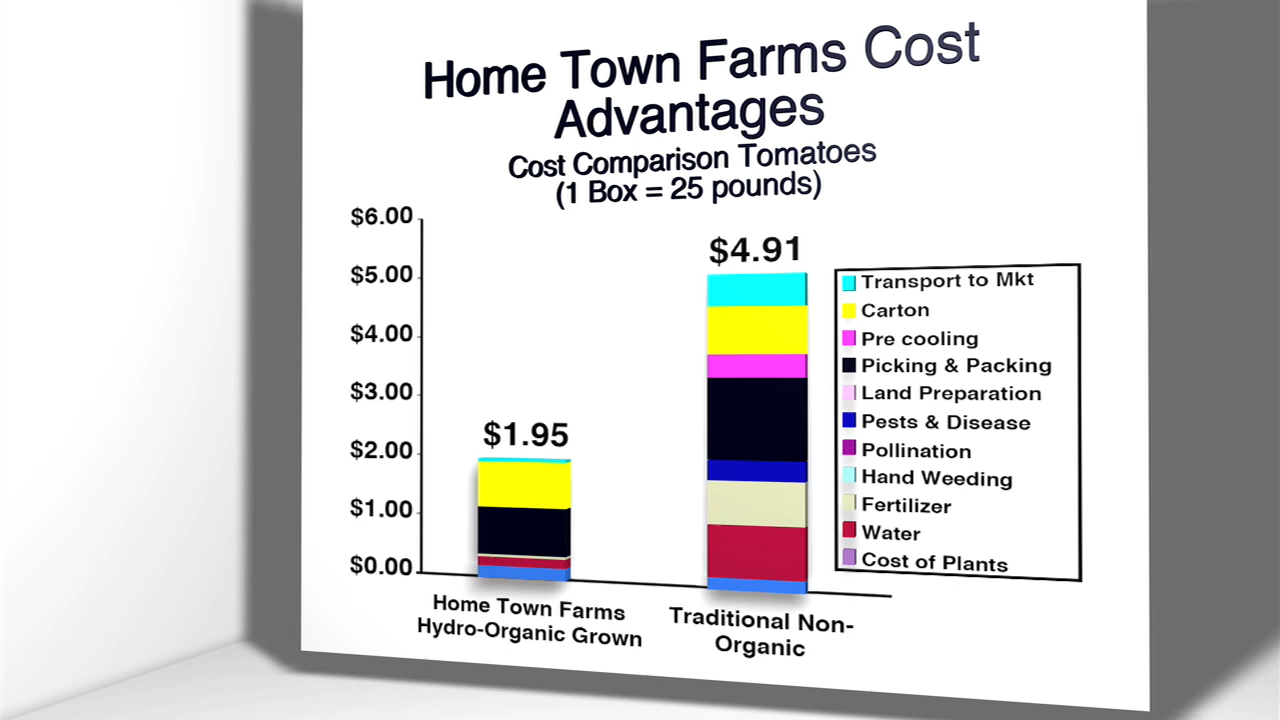 Home Town Farms Cost
Advantages
Cost Comparison Tomatoes
(1 Box = 25 pounds)
$6.00
$5.00
$4.00
$3.00
$2.00
$1.00
$0.00
$1.95
$4.91
Home Town Farms
Hydro-Organic Grown
Traditional Non-
Organic
Transport to Mkt
Carton
Pre cooling
Picking & Packing
Land Preparation
Pests & Disease
Pollination
Hand Weeding
Fertilizer
Water
Cost of Plants